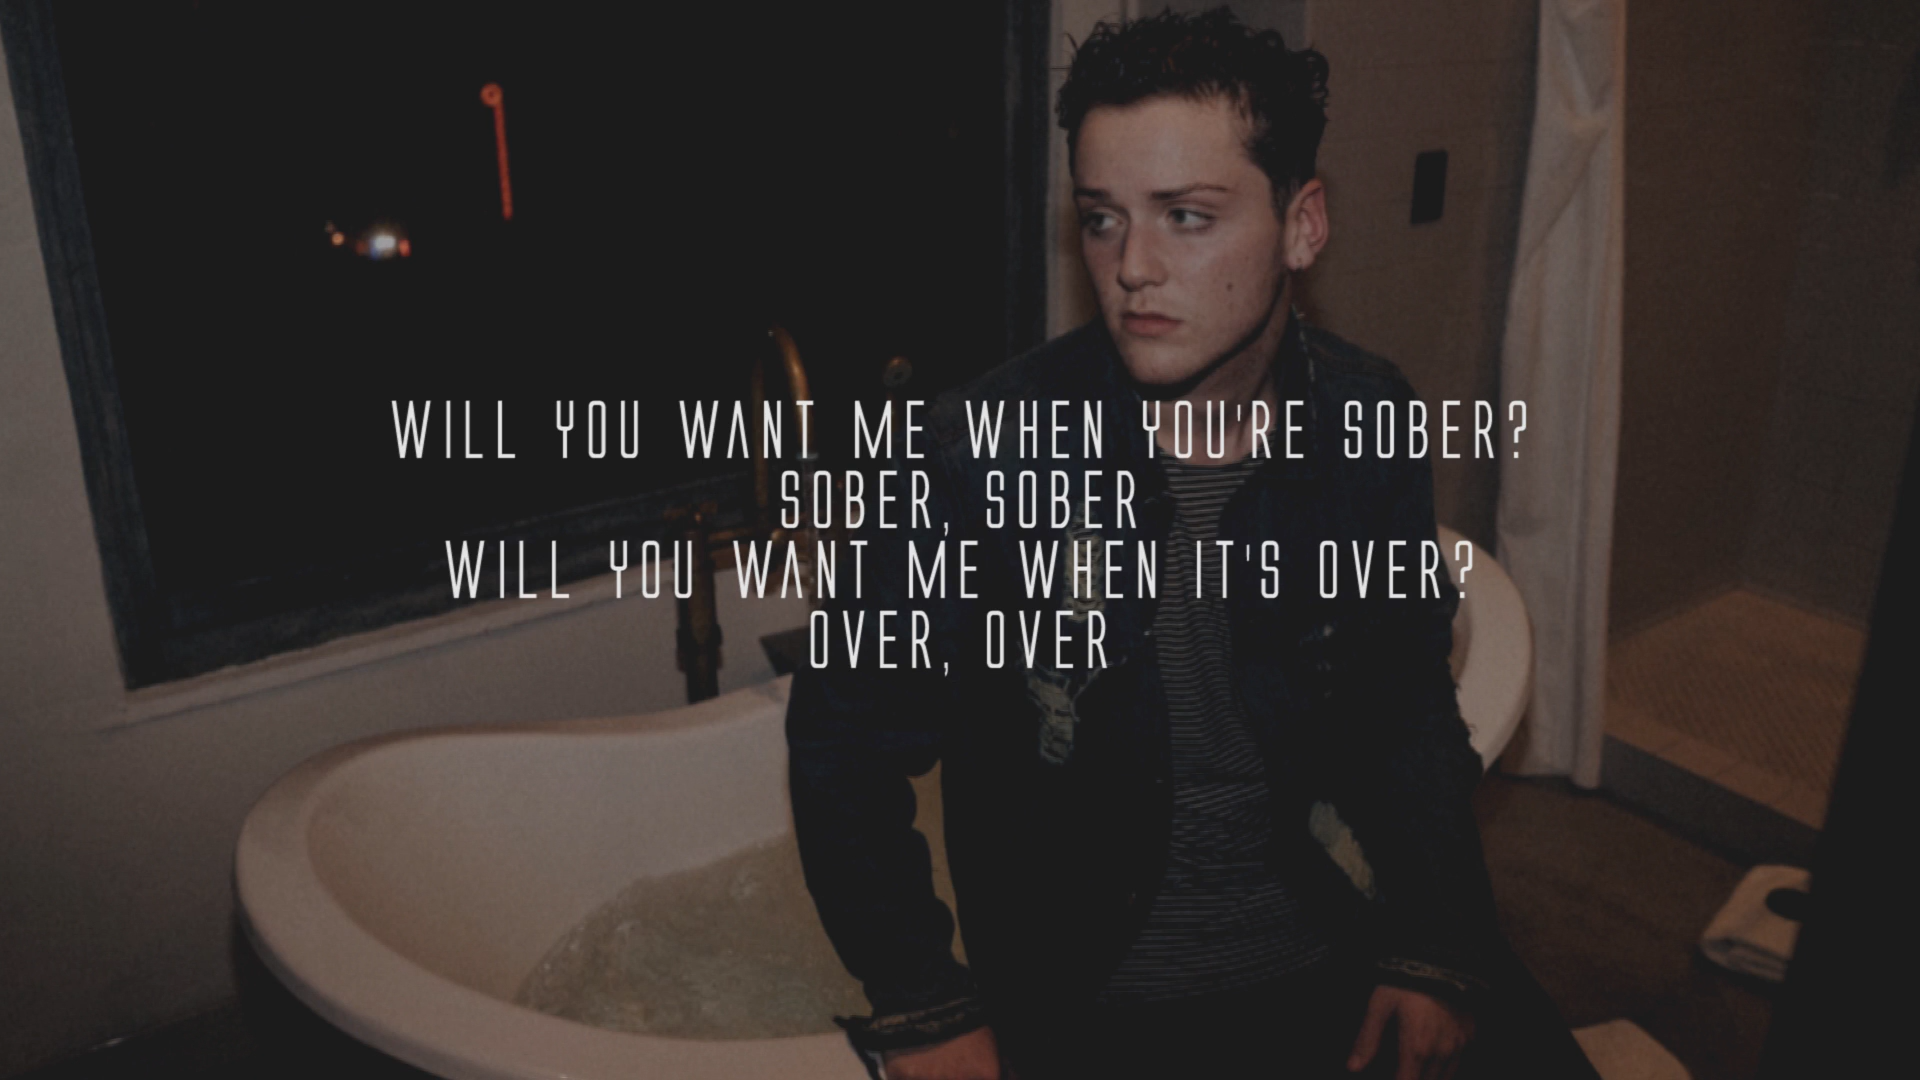 WILL YOU WANT ME WHEN YOU'RE SOBER?
SOBER, SOBER
WILL YOU WANT ME WHEN IT'S OVER?
OVER, OVER